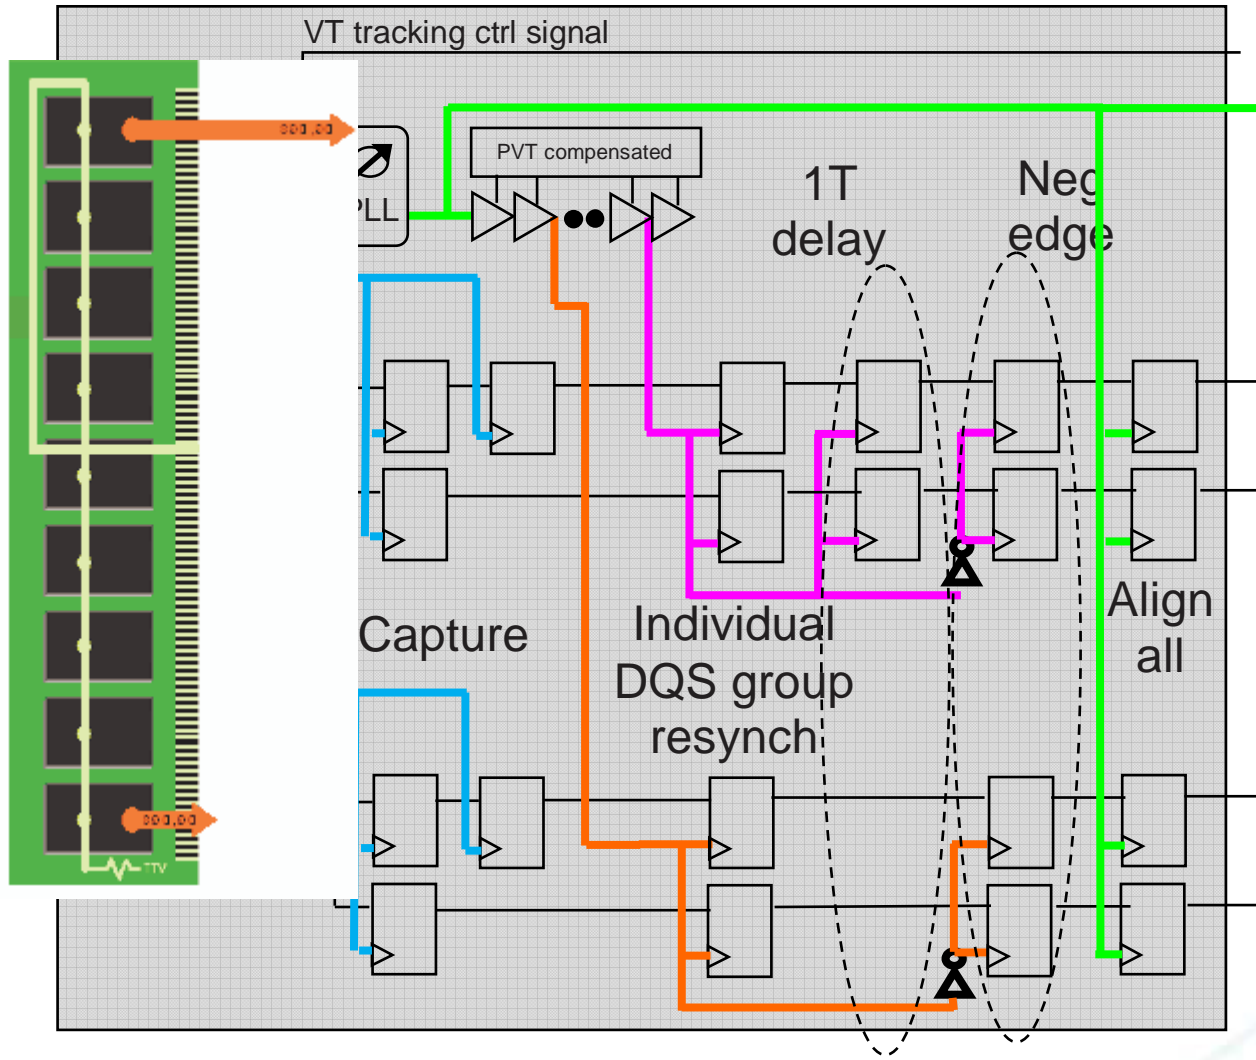 VT tracking ctrl signal
PVT compensated
PLL
1T
delay
Neg
edge
Capture
Individual
DQS group
resynch
Align
all